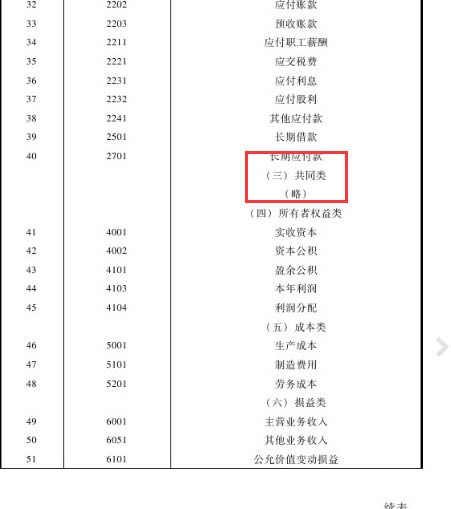 32 2202 应付账款
33 2203 预收账款
34 2211 应付职工薪酬
35 2221 应交税费
36 2231 应付利息
37 2232 应付股利
38 2241 其他应付款
39 2501 长期借款
40 2701 长期应付款
（三）共同类
（略）
（四）所有者权益类
41 4001 实收资本
42 4002 资本公积
43 4101 盈余公积
44 4103 本年利润
45 4104 利润分配
（五）成本类
46 5001 生产成本
47 5101 制造费用
48 5201 劳务成本
（六）损益类
49 6001 主营业务收入
50 6051 其他业务收入
51 6101 公允价值变动损益
续表